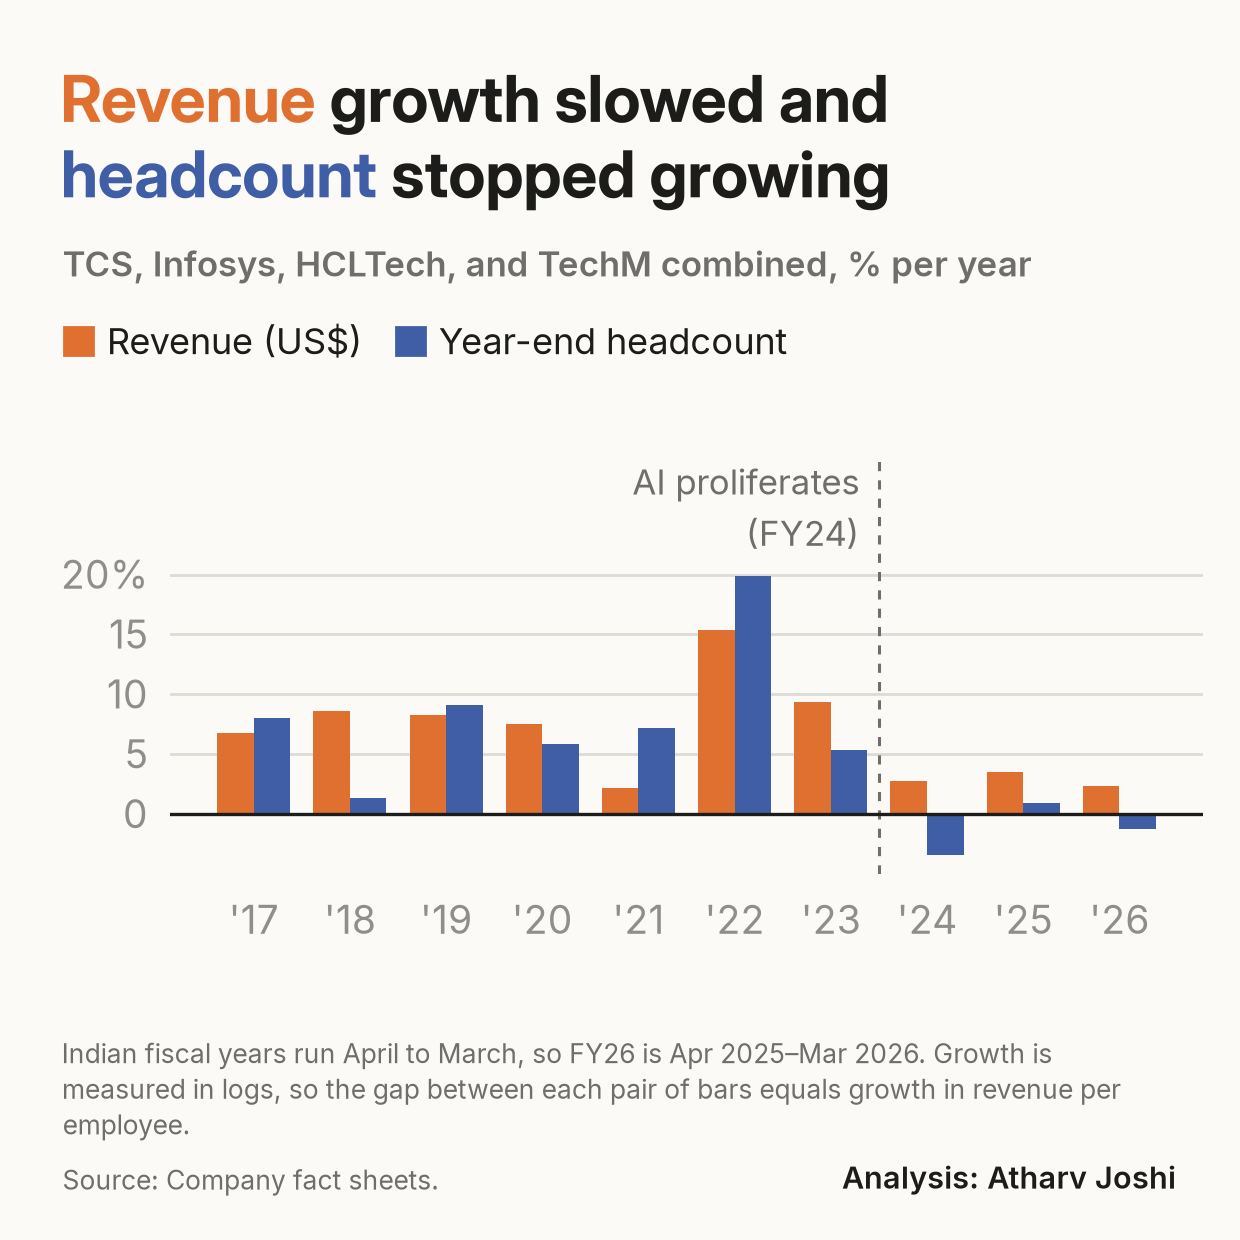 Revenue growth slowed and
headcount stopped growing
TCS, Infosys, HCLTech, and TechM combined, % per year
Revenue (US$) Year-end headcount
AI proliferates
(FY24)
20%
15
10
5
0
'17 '18 '19 '20 '21 '22 '23 '24 '25 '26
Indian fiscal years run April to March, so FY26 is Apr 2025–Mar 2026. Growth is
measured in logs, so the gap between each pair of bars equals growth in revenue per
employee.
Source: Company fact sheets.
Analysis: Atharv Joshi